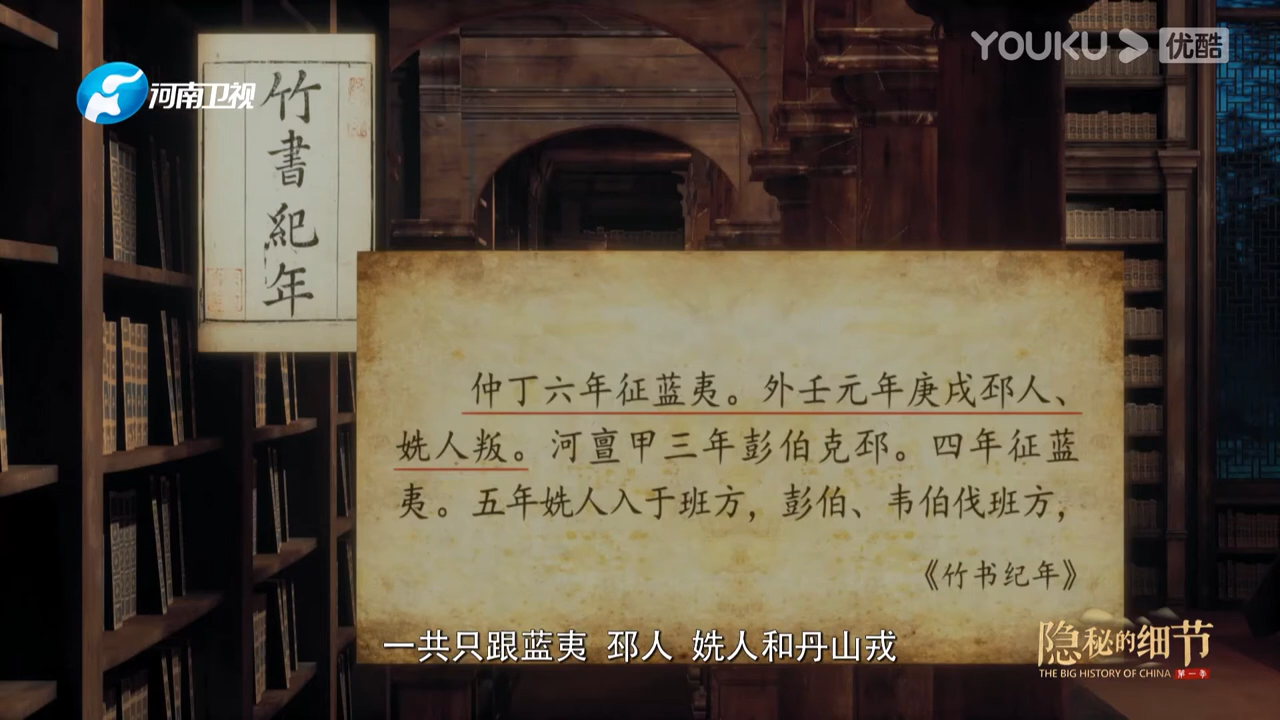 YOUKU 优酷
河南卫视
竹書紀年
仲丁六年征蓝夷。外壬元年庚戌邳人、
姺人叛。河亶甲三年彭伯克邳。四年征蓝
夷。五年姺人入于班方，彭伯、韦伯伐班方，
《竹书纪年》
一共只跟蓝夷 邳人 姺人和丹山戎
隐秘的细节
THE BIG HISTORY OF CHINA 第一季